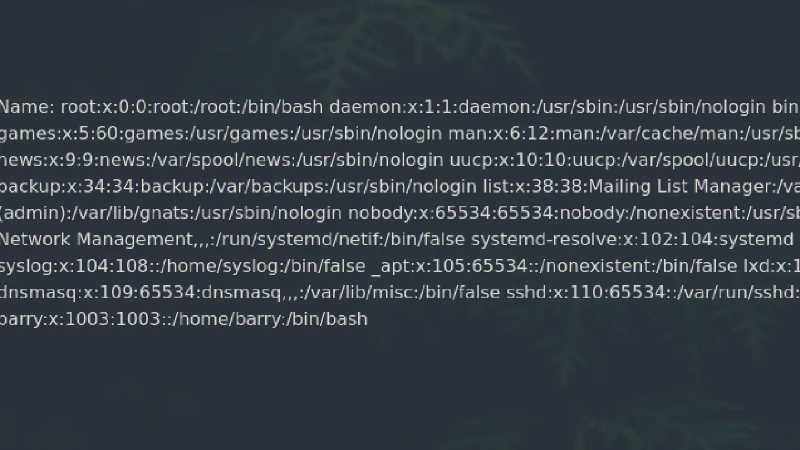 Name: root:x:0:0:root:/root:/bin/bash daemon:x:1:1:daemon:/usr/sbin:/usr/sbin/nologin bin
games:x:5:60:games:/usr/games:/usr/sbin/nologin man:x:6:12:man:/var/cache/man:/usr/sb
news:x:9:9:news:/var/spool/news:/usr/sbin/nologin uucp:x:10:10:uucp:/var/spool/uucp:/usr/
backup:x:34:34:backup:/var/backups:/usr/sbin/nologin list:x:38:38:Mailing List Manager:/va
(admin):/var/lib/gnats:/usr/sbin/nologin nobody:x:65534:65534:nobody:/nonexistent:/usr/sb
Network Management,,,:/run/systemd/netif:/bin/false systemd-resolve:x:102:104:systemd
syslog:x:104:108::/home/syslog:/bin/false _apt:x:105:65534::/nonexistent:/bin/false lxd:x:1
dnsmasq:x:109:65534:dnsmasq,,,:/var/lib/misc:/bin/false sshd:x:110:65534::/var/run/sshd:
barry:x:1003:1003::/home/barry:/bin/bash